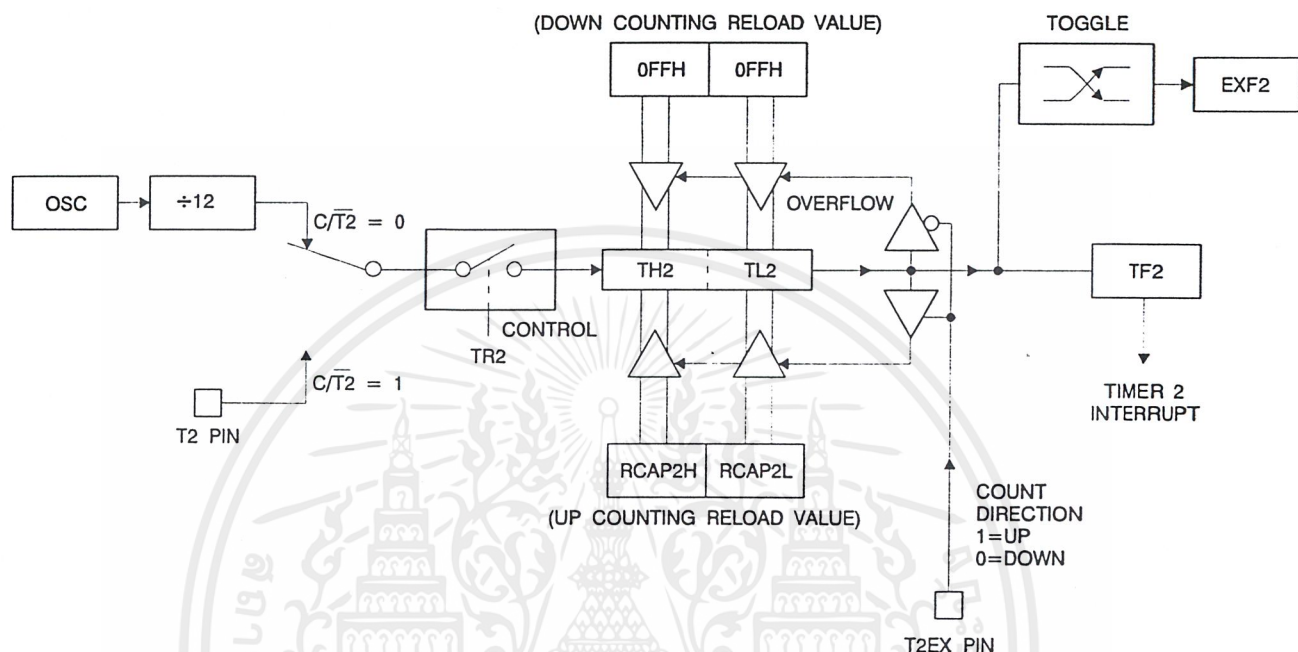 (DOWN COUNTING RELOAD VALUE)
TOGGLE
0FFH 0FFH
EXF2
OSC
÷12
C/T2̅ = 0
OVERFLOW
TH2 TL2
TF2
CONTROL
TR2
C/T2̅ = 1
T2 PIN
TIMER 2
INTERRUPT
RCAP2H RCAP2L
(UP COUNTING RELOAD VALUE)
COUNT
DIRECTION
1=UP
0=DOWN
T2EX PIN